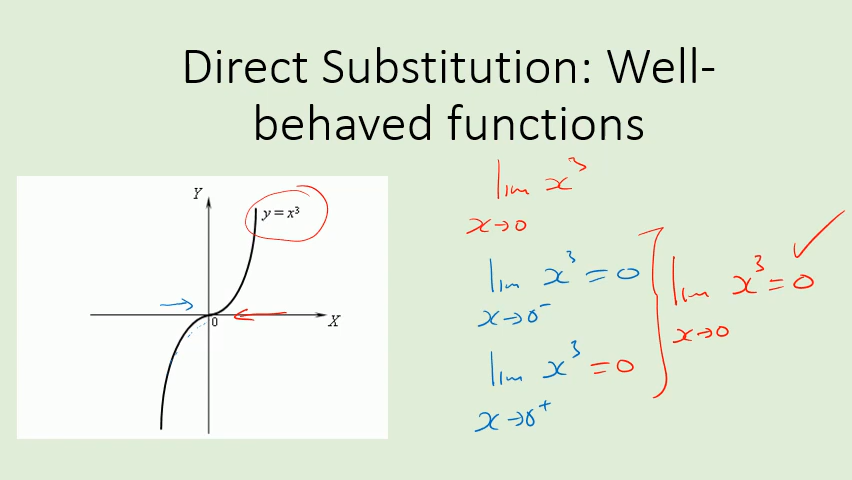 Direct Substitution: Well-
behaved functions
Y
y = x³
0
X
lim x³
x→0
lim x³ = 0
x→0⁻
lim x³ = 0
x→0⁺
lim x³ = 0
x→0